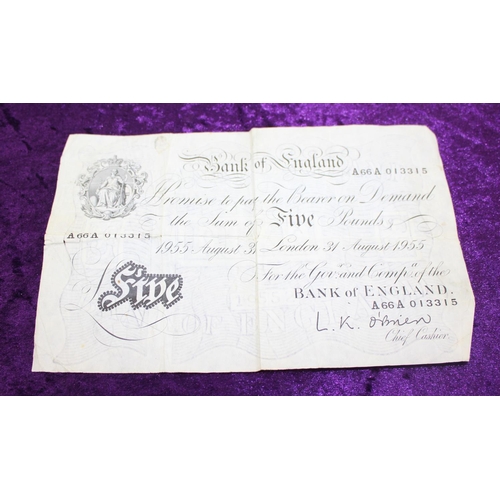 Bank of England
A66A 013315
I Promise to pay the Bearer on Demand
the Sum of Five Pounds
A66A 013315
1955 August 31 London 31 August 1955
For the Govr. and Compa. of the
BANK of ENGLAND.
Five
A66A 013315
L.K. O'Brien
Chief Cashier.